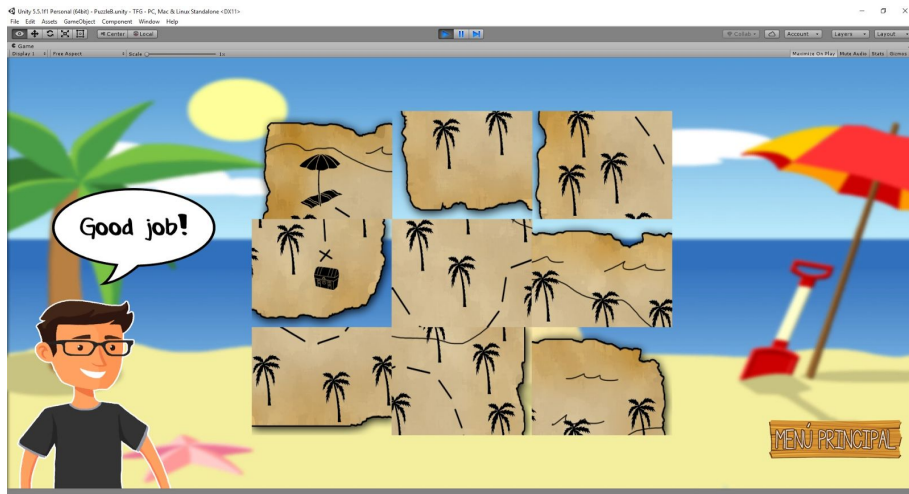 Unity 5.5.1f1 Personal (64bit) - PuzzleB.unity - TFG - PC, Mac & Linux Standalone <DX11>
File Edit Assets GameObject Component Window Help
Center Local Collab Account Layers Layout
Game
Display 1 Free Aspect Scale 1x Maximize On Play Mute Audio Stats Gizmos
Good job!
MENÚ PRINCIPAL